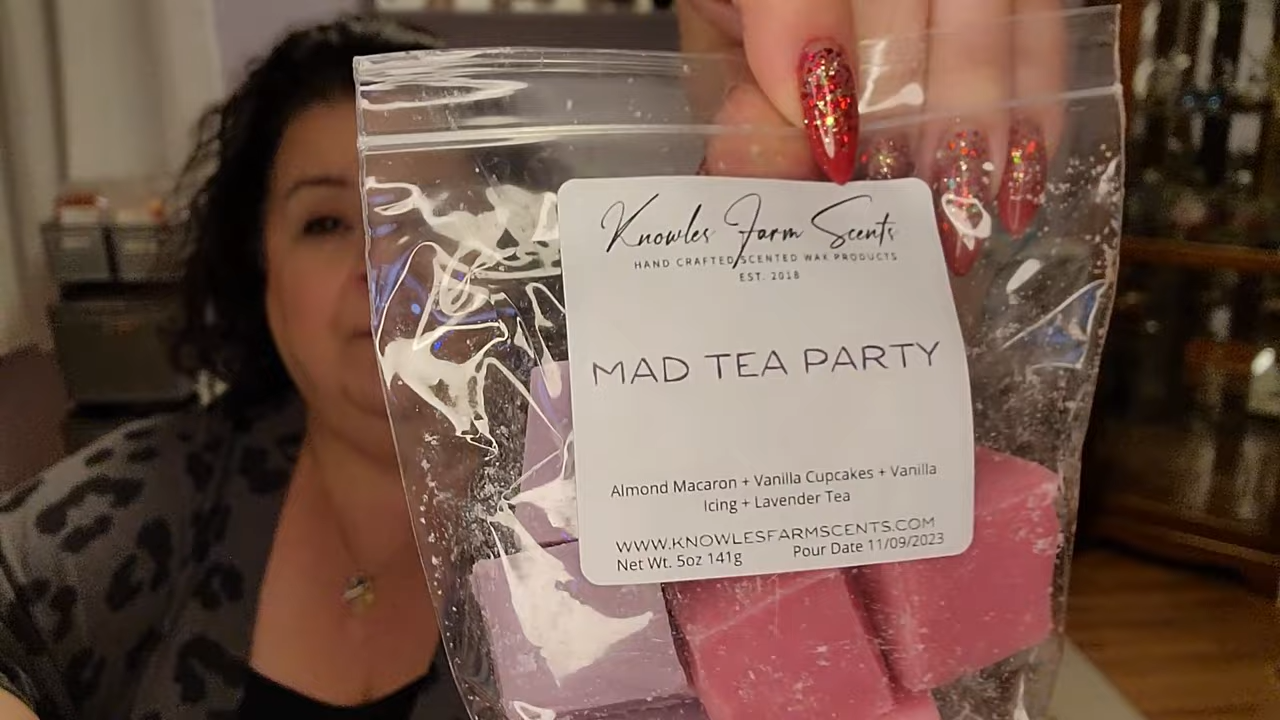 Knowles Farm Scents
HAND CRAFTED SCENTED WAX PRODUCTS
EST. 2018
MAD TEA PARTY
Almond Macaron + Vanilla Cupcakes + Vanilla
Icing + Lavender Tea
WWW.KNOWLESFARMSCENTS.COM
Net Wt. 5oz 141g Pour Date 11/09/2023